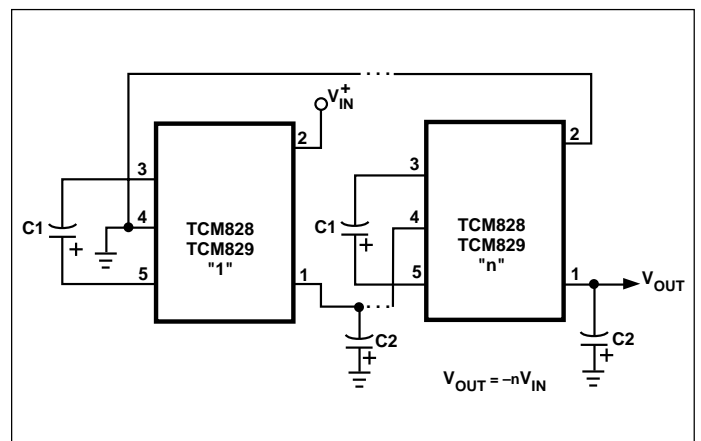 V+IN
2
3
C1
+
4
5
TCM828
TCM829
"1"
1
C2
+
3
C1
+
4
5
TCM828
TCM829
"n"
2
1
VOUT
C2
+
VOUT = –nVIN